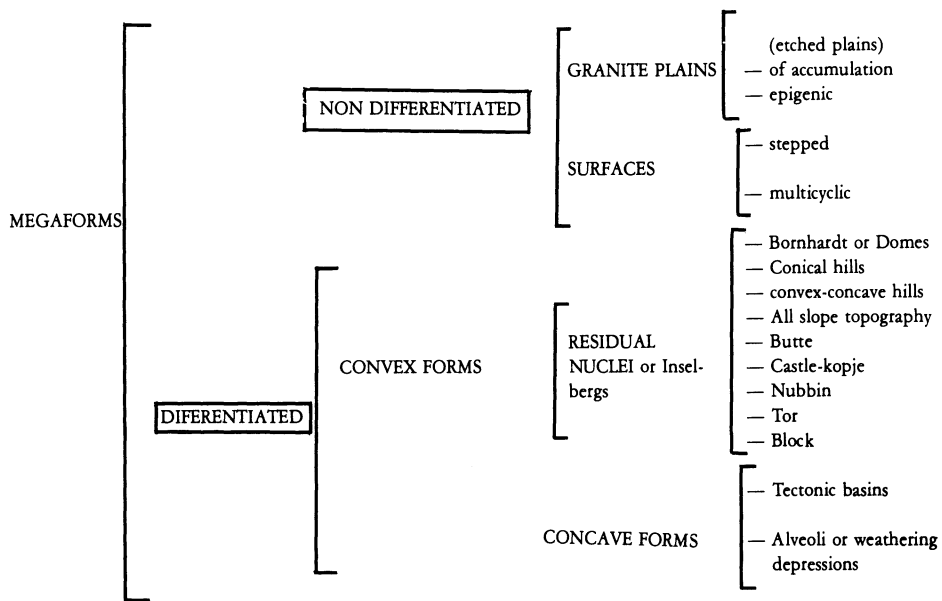 MEGAFORMS
NON DIFFERENTIATED
GRANITE PLAINS
(etched plains)
— of accumulation
— epigenic
SURFACES
— stepped
— multicyclic
DIFERENTIATED
CONVEX FORMS
RESIDUAL
NUCLEI or Insel-
bergs
— Bornhardt or Domes
— Conical hills
— convex-concave hills
— All slope topography
— Butte
— Castle-kopje
— Nubbin
— Tor
— Block
CONCAVE FORMS
— Tectonic basins
— Alveoli or weathering
depressions